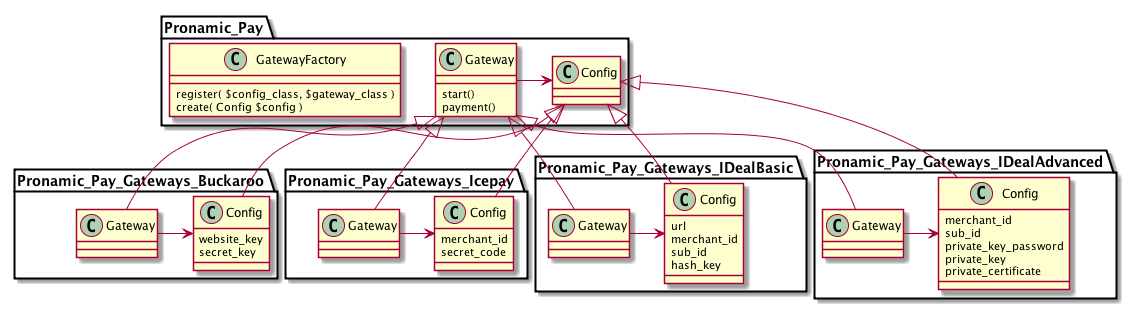 Pronamic_Pay
C GatewayFactory
register( $config_class, $gateway_class )
create( Config $config )
C Gateway
start()
payment()
C Config
Pronamic_Pay_Gateways_Buckaroo
C Gateway
C Config
website_key
secret_key
Pronamic_Pay_Gateways_Icepay
C Gateway
C Config
merchant_id
secret_code
Pronamic_Pay_Gateways_IDealBasic
C Gateway
C Config
url
merchant_id
sub_id
hash_key
Pronamic_Pay_Gateways_IDealAdvanced
C Gateway
C Config
merchant_id
sub_id
private_key_password
private_key
private_certificate